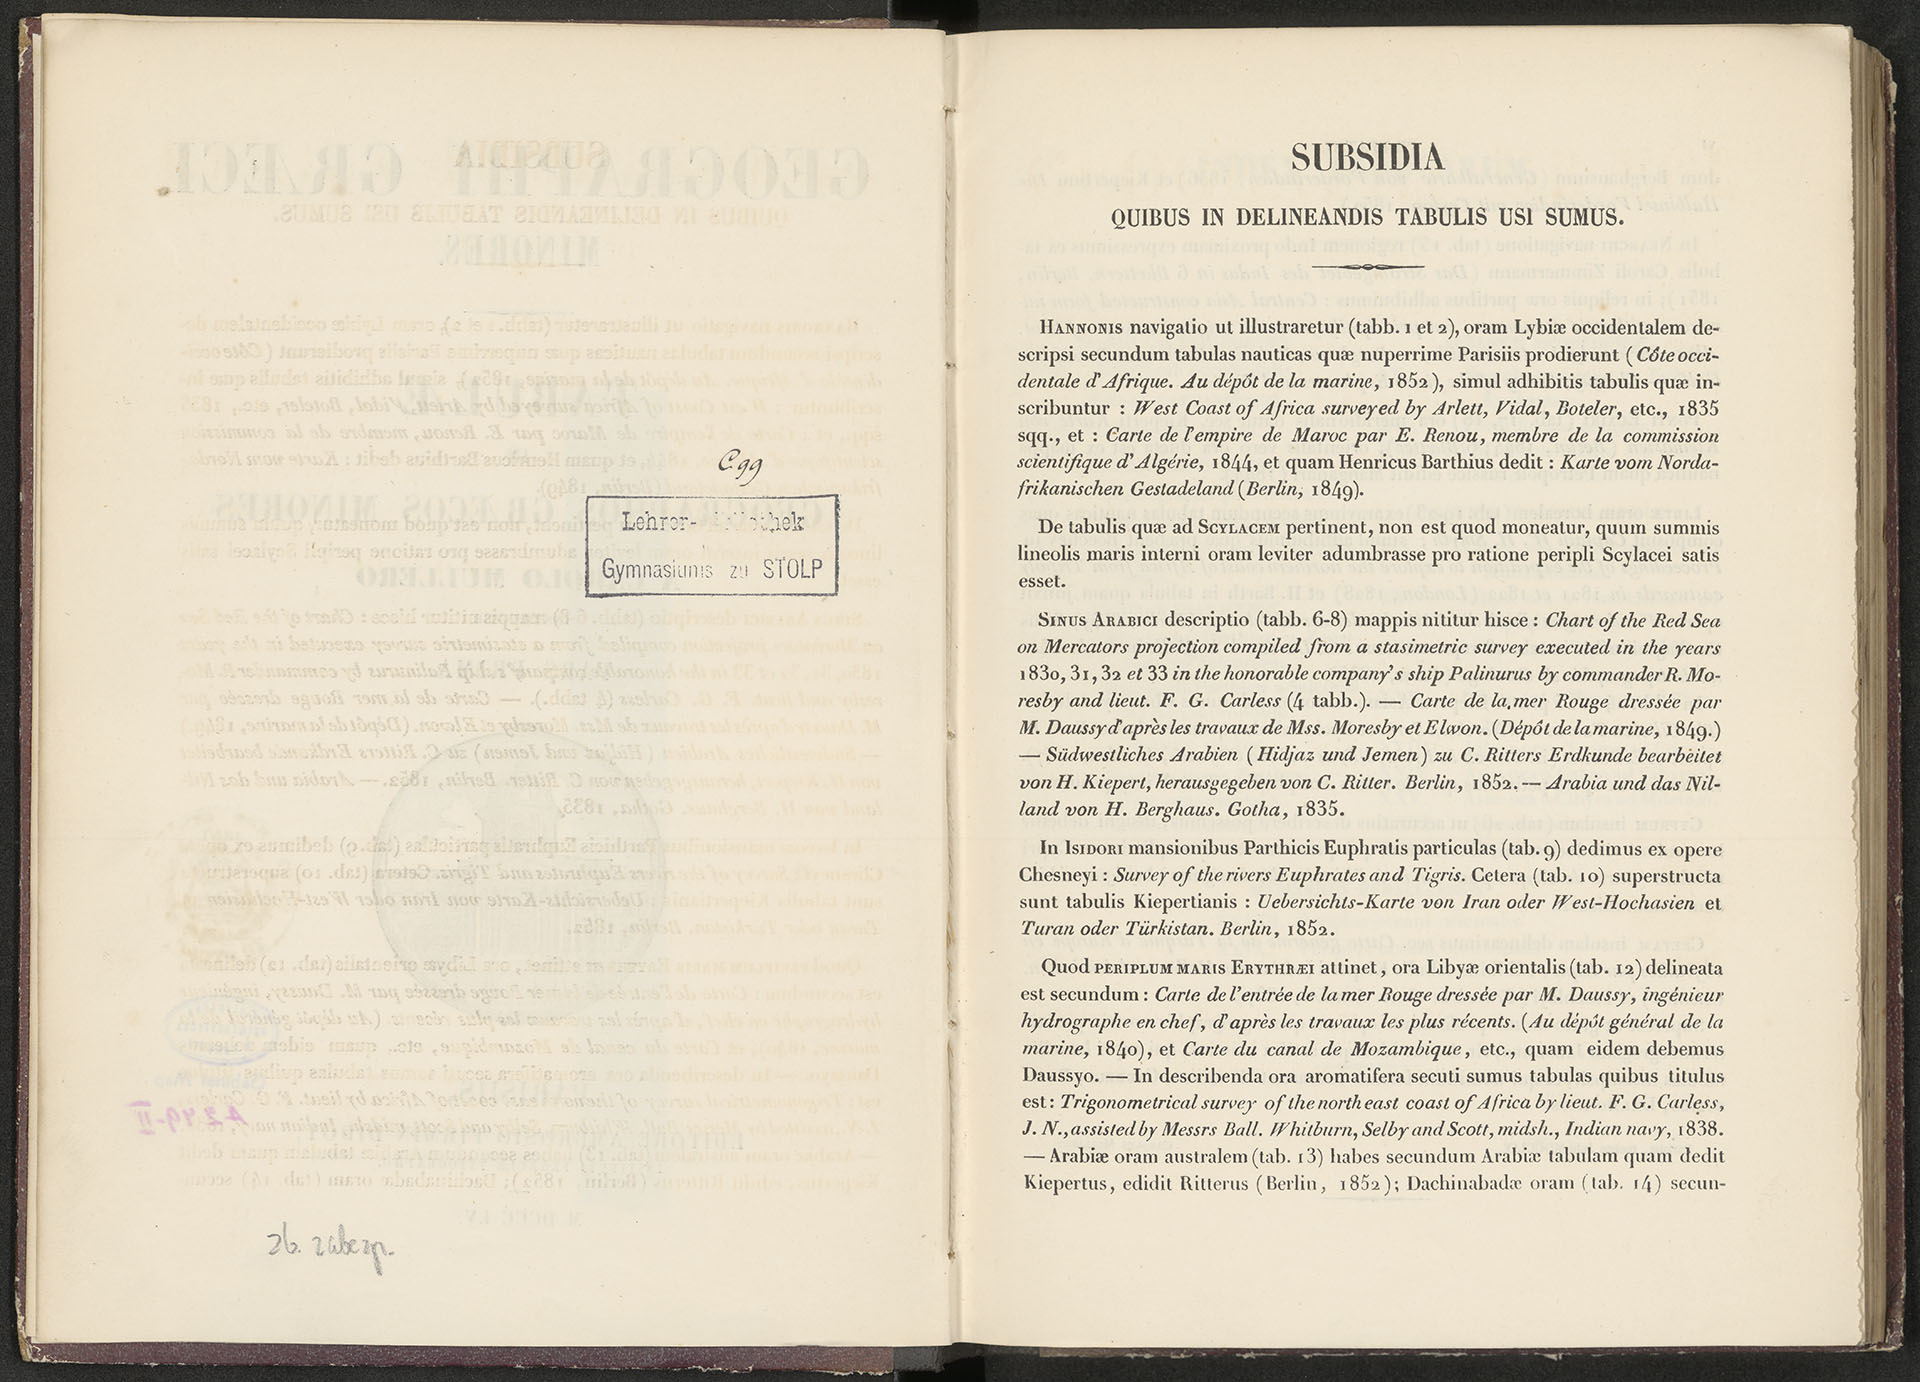 C 99
Lehrer-
Gymnasiums zu STOLP
zb. zabezp.
SUBSIDIA
QUIBUS IN DELINEANDIS TABULIS USI SUMUS.
HANNONIS navigatio ut illustraretur (tabb. 1 et 2), oram Lybiæ occidentalem de-
scripsi secundum tabulas nauticas quæ nuperrime Parisiis prodierunt (Côte occi-
dentale d'Afrique. Au dépôt de la marine, 1852), simul adhibitis tabulis quæ in-
scribuntur : West Coast of Africa surveyed by Arlett, Vidal, Boteler, etc., 1835
sqq., et : Carte de l'empire de Maroc par E. Renou, membre de la commission
scientifique d'Algérie, 1844, et quam Henricus Barthius dedit : Karte vom Norda-
frikanischen Gestadeland (Berlin, 1849).
De tabulis quæ ad SCYLACEM pertinent, non est quod moneatur, quum summis
lineolis maris interni oram leviter adumbrasse pro ratione peripli Scylacei satis
esset.
SINUS ARABICI descriptio (tabb. 6-8) mappis nititur hisce : Chart of the Red Sea
on Mercators projection compiled from a stasimetric survey executed in the years
1830, 31, 32 et 33 in the honorable company's ship Palinurus by commander R. Mo-
resby and lieut. F. G. Carless (4 tabb.). — Carte de la mer Rouge dressée par
M. Daussy d'après les travaux de Mss. Moresby et Elwon. (Dépôt de la marine, 1849.)
— Südwestliches Arabien (Hidjaz und Jemen) zu C. Ritters Erdkunde bearbeitet
von H. Kiepert, herausgegeben von C. Ritter. Berlin, 1852. — Arabia und das Nil-
land von H. Berghaus. Gotha, 1835.
In ISIDORI mansionibus Parthicis Euphratis particulas (tab. 9) dedimus ex opere
Chesneyi : Survey of the rivers Euphrates and Tigris. Cetera (tab. 10) superstructa
sunt tabulis Kiepertianis : Uebersichts-Karte von Iran oder West-Hochasien et
Turan oder Türkistan. Berlin, 1852.
Quod PERIPLUM MARIS ERYTHRÆI attinet, ora Libyæ orientalis (tab. 12) delineata
est secundum : Carte de l'entrée de la mer Rouge dressée par M. Daussy, ingénieur
hydrographe en chef, d'après les travaux les plus récents. (Au dépôt général de la
marine, 1840), et Carte du canal de Mozambique, etc., quam eidem debemus
Daussyo. — In describenda ora aromatifera secuti sumus tabulas quibus titulus
est : Trigonometrical survey of the north east coast of Africa by lieut. F. G. Carless,
J. N., assisted by Messrs Ball. Whitburn, Selby and Scott, midsh., Indian navy, 1838.
— Arabiæ oram australem (tab. 13) habes secundum Arabiæ tabulam quam dedit
Kiepertus, edidit Ritterus (Berlin, 1852); Dachinabadæ oram (tab. 14) secun-